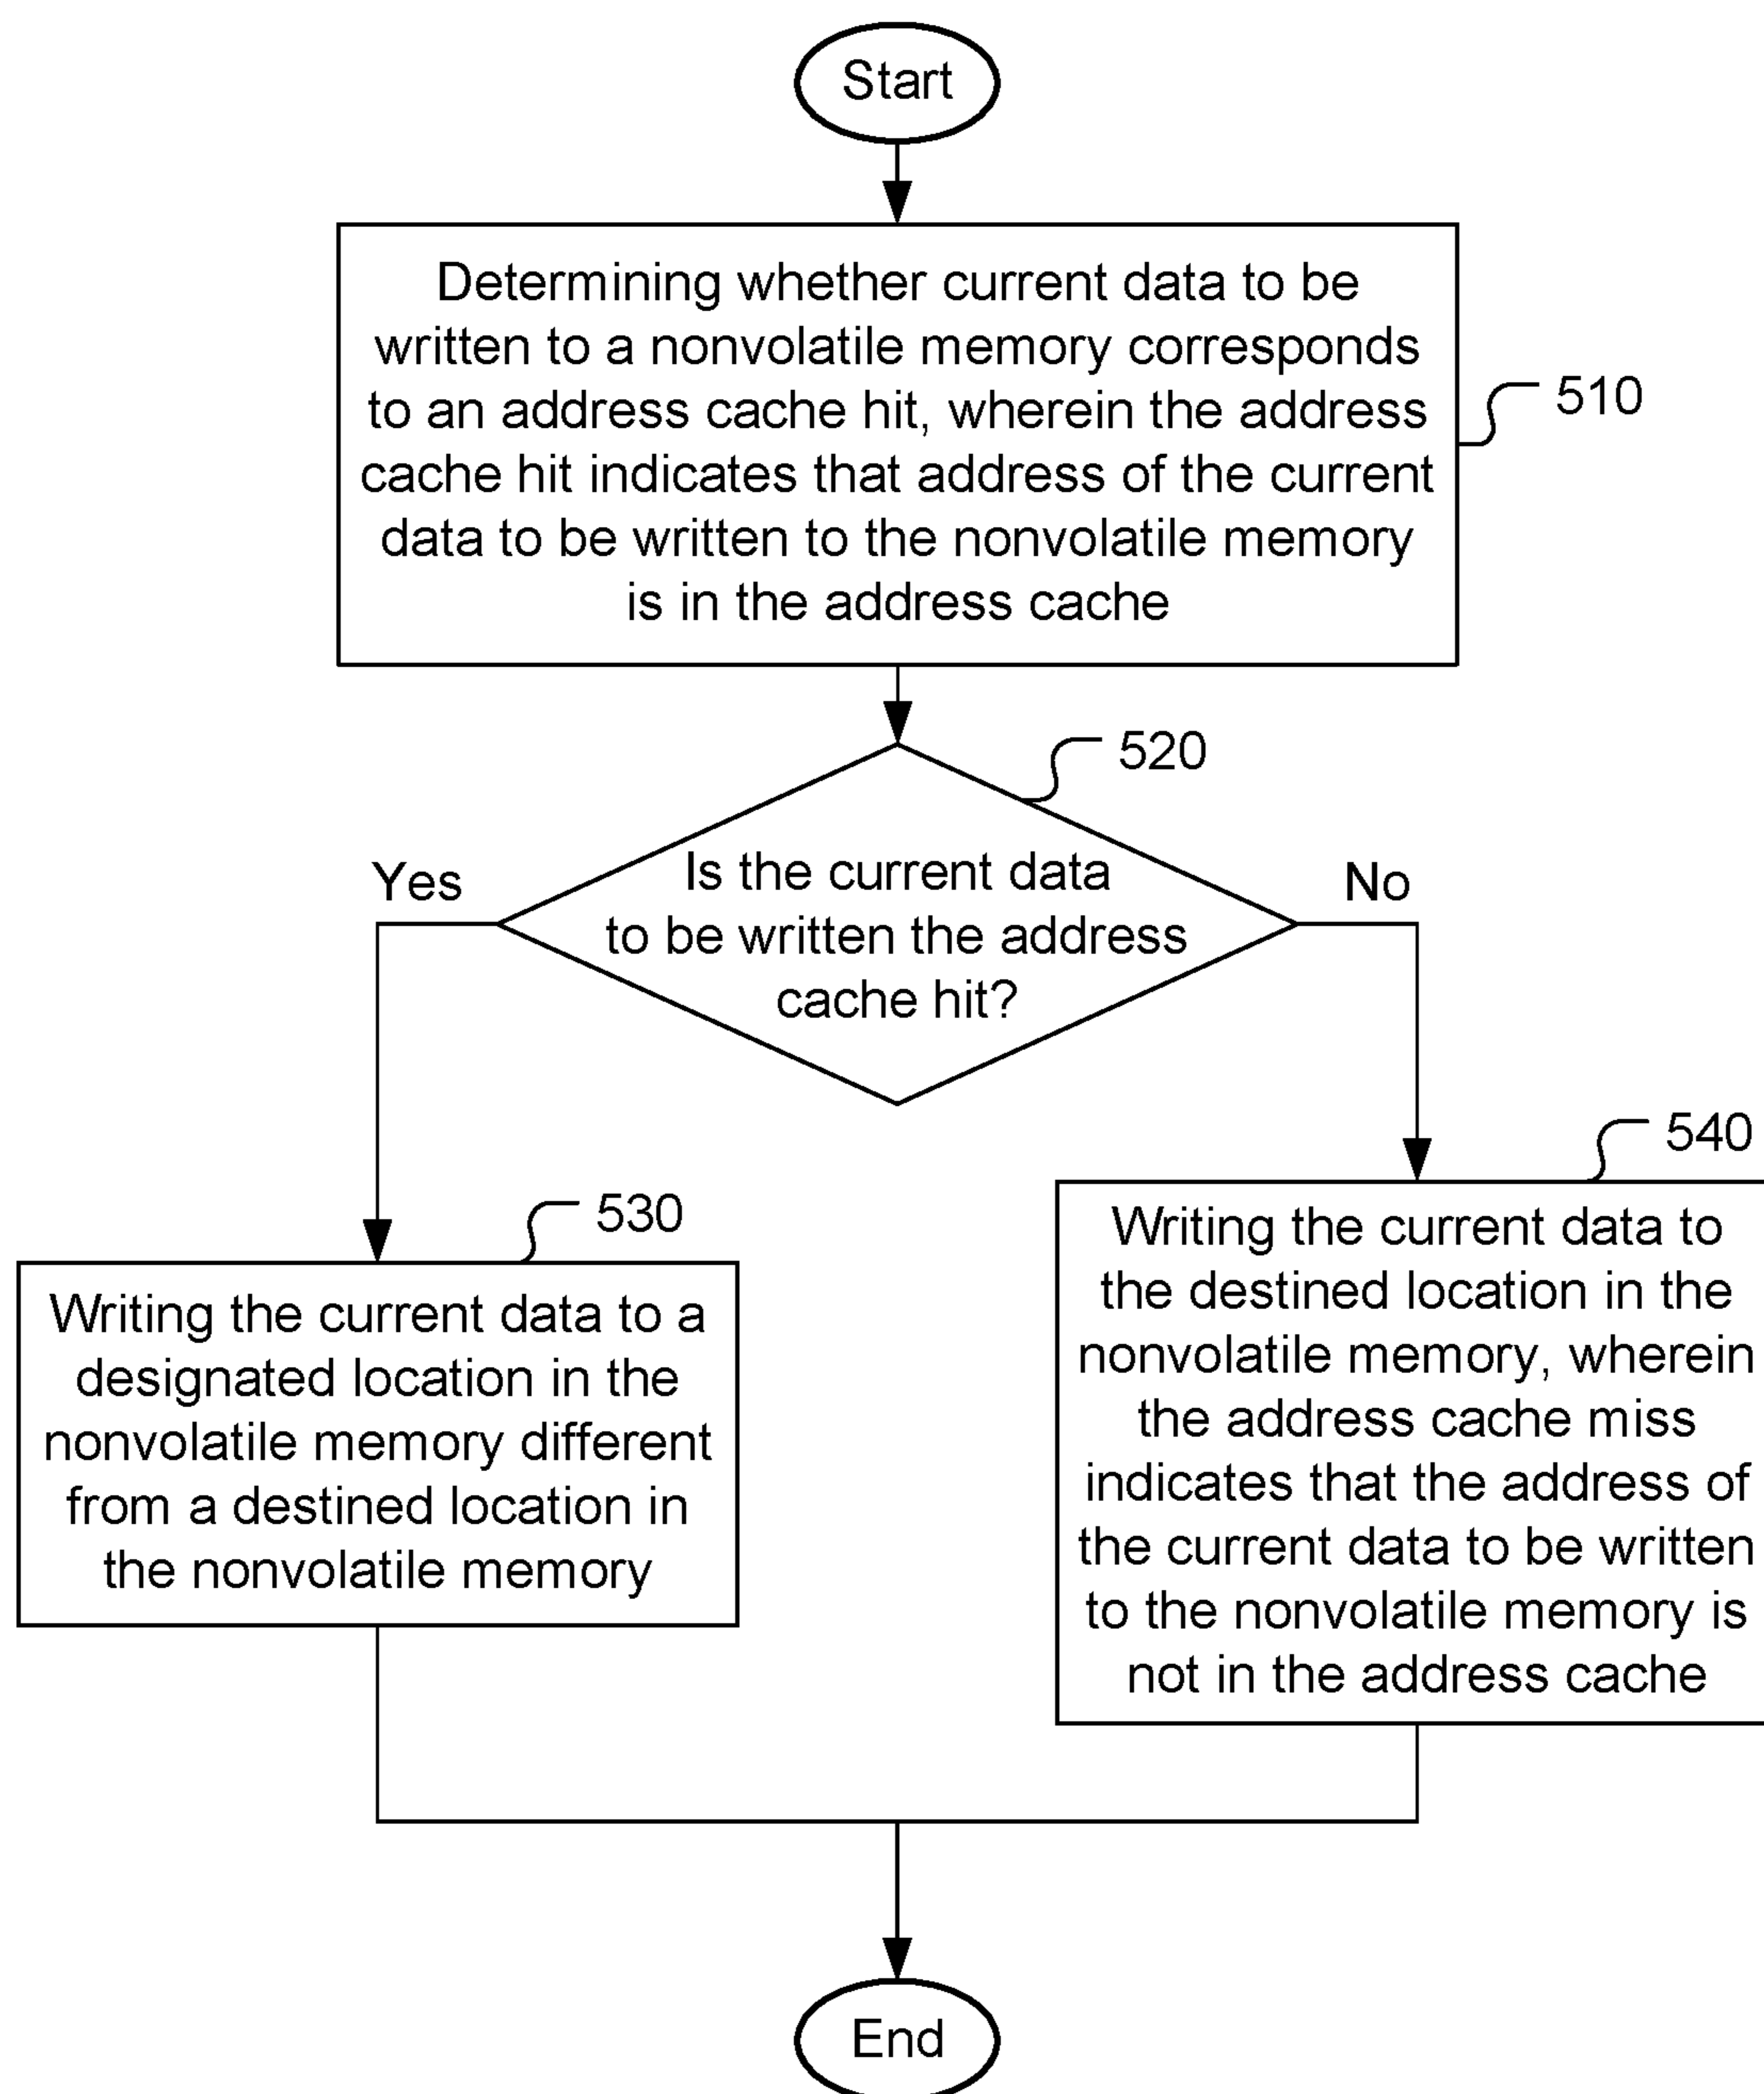 Start
Determining whether current data to be
written to a nonvolatile memory corresponds
to an address cache hit, wherein the address
cache hit indicates that address of the current
data to be written to the nonvolatile memory
is in the address cache
510
520
Is the current data
to be written the address
cache hit?
Yes
No
530
Writing the current data to a
designated location in the
nonvolatile memory different
from a destined location in
the nonvolatile memory
540
Writing the current data to
the destined location in the
nonvolatile memory, wherein
the address cache miss
indicates that the address of
the current data to be written
to the nonvolatile memory is
not in the address cache
End